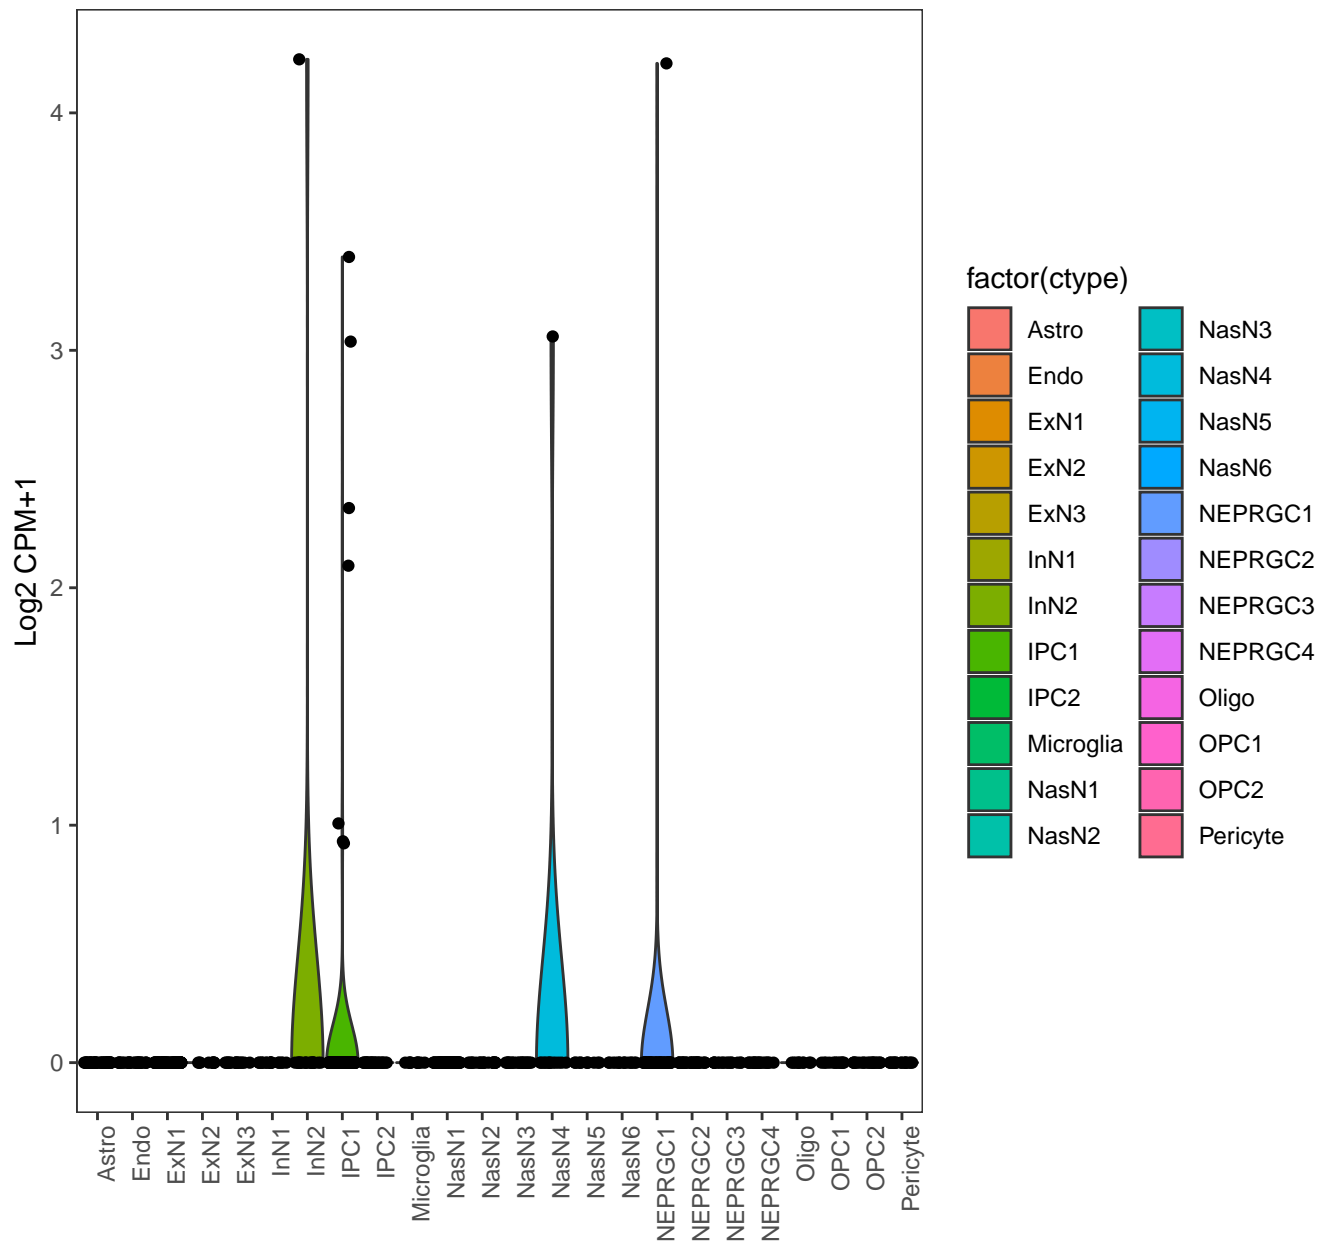 4
3
2
1
0
Log2 CPM+1
Astro
Endo
ExN1
ExN2
ExN3
InN1
InN2
IPC1
IPC2
Microglia
NasN1
NasN2
NasN3
NasN4
NasN5
NasN6
NEPRGC1
NEPRGC2
NEPRGC3
NEPRGC4
Oligo
OPC1
OPC2
Pericyte
factor(ctype)
Astro
Endo
ExN1
ExN2
ExN3
InN1
InN2
IPC1
IPC2
Microglia
NasN1
NasN2
NasN3
NasN4
NasN5
NasN6
NEPRGC1
NEPRGC2
NEPRGC3
NEPRGC4
Oligo
OPC1
OPC2
Pericyte